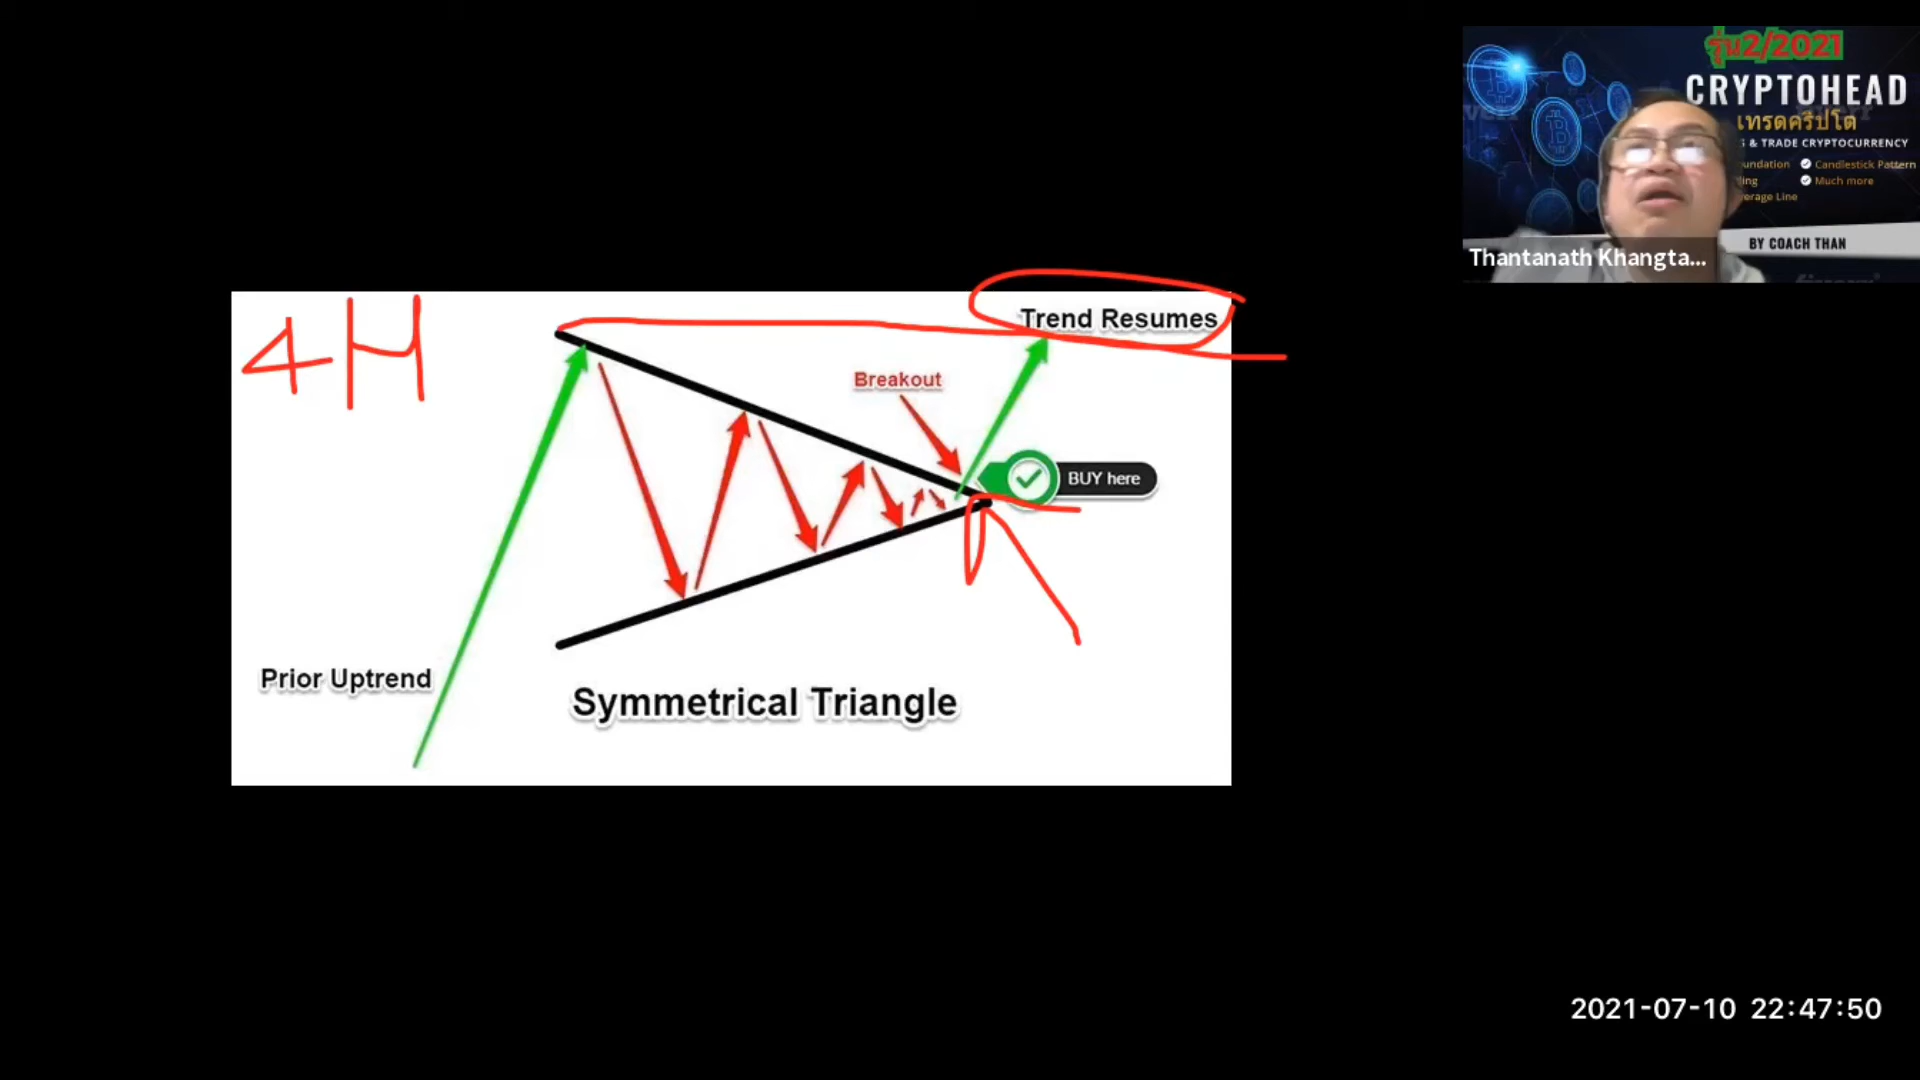 รุ่น2/2021
CRYPTOHEAD
เทรดคริปโต
& TRADE CRYPTOCURRENCY
Candlestick Pattern
Much more
Line
BY COACH THAN
Thantanath Khangta...
4H
Trend Resumes
Breakout
BUY here
Prior Uptrend
Symmetrical Triangle
2021-07-10 22:47:50